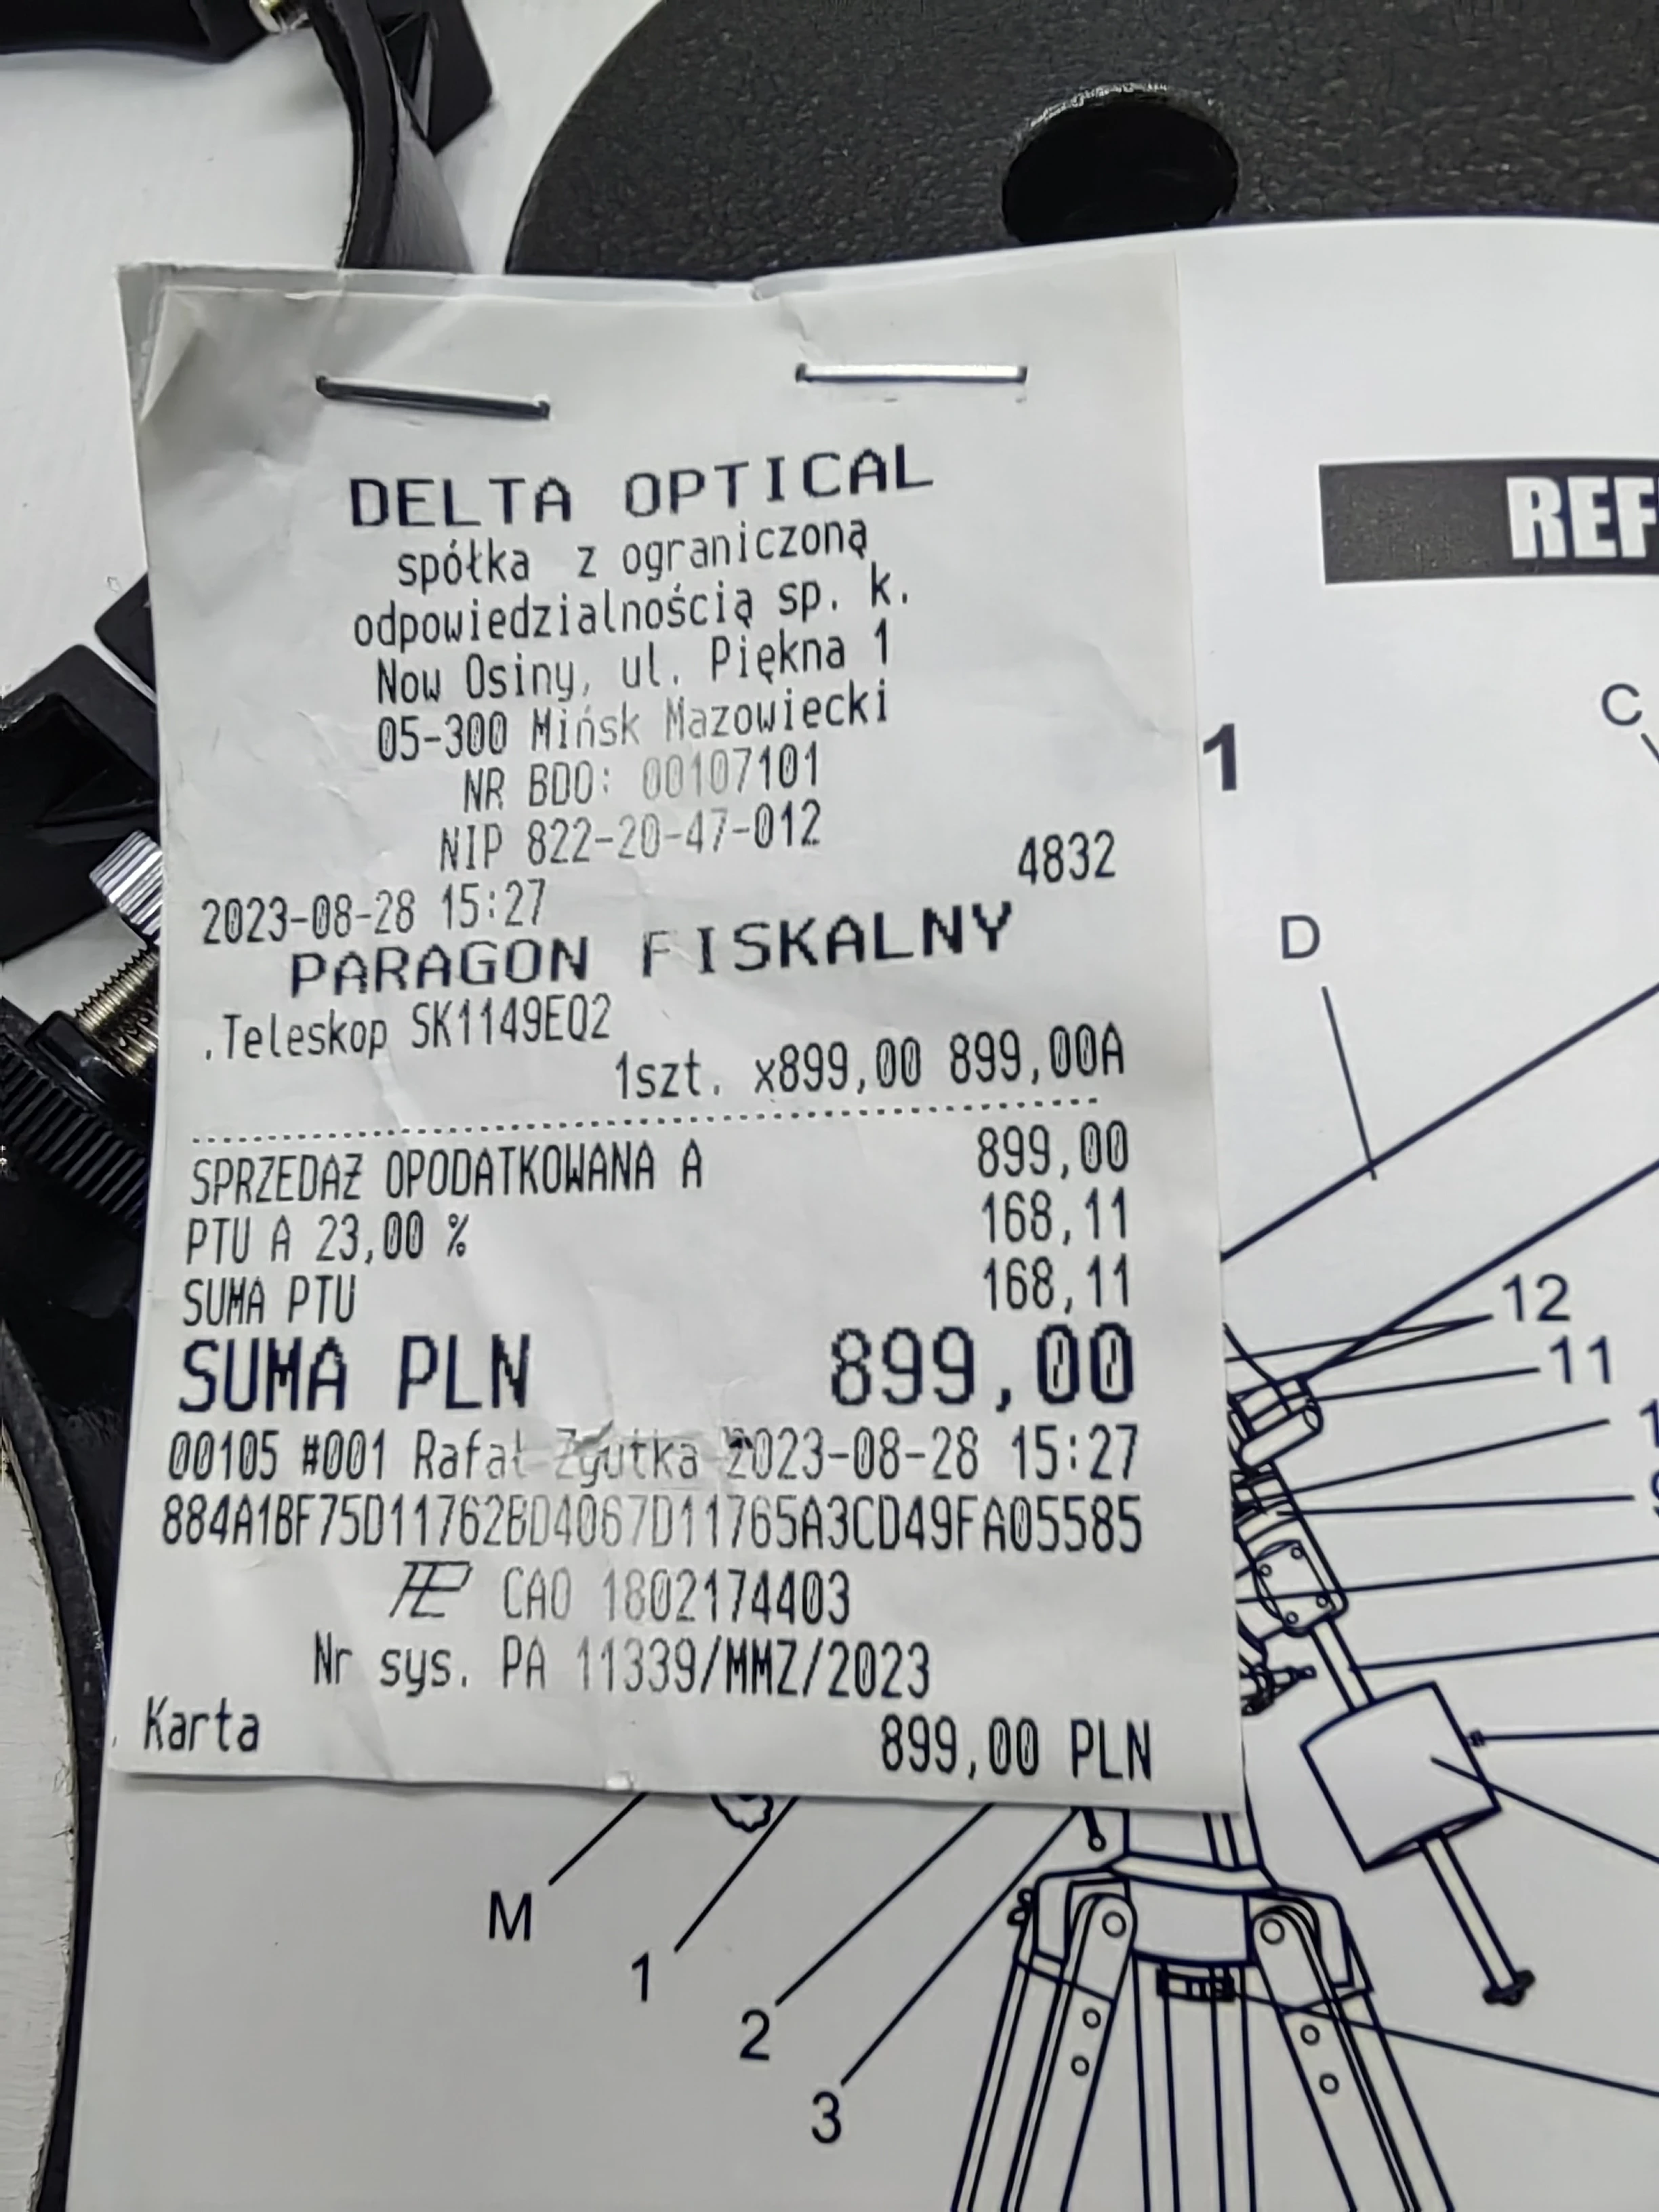 DELTA OPTICAL
spółka z ograniczoną
odpowiedzialnością sp. k.
Now Osiny, ul. Piękna 1
05-300 Mińsk Mazowiecki
NR BDO: 00107101
NIP 822-20-47-012
2023-08-28 15:27 4832
PARAGON FISKALNY
.Teleskop SK1149EQ2
1szt. x899,00 899,00A
SPRZEDAŻ OPODATKOWANA A 899,00
PTU A 23,00 % 168,11
SUMA PTU 168,11
SUMA PLN 899,00
00105 #001 Rafał 2023-08-28 15:27
884A1BF75D11762BD4067D11765A3CD49FA05585
CAO 1802174403
Nr sys. PA 11339/MMZ/2023
Karta 899,00 PLN
REF
1
C
D
12
11
M
1
2
3